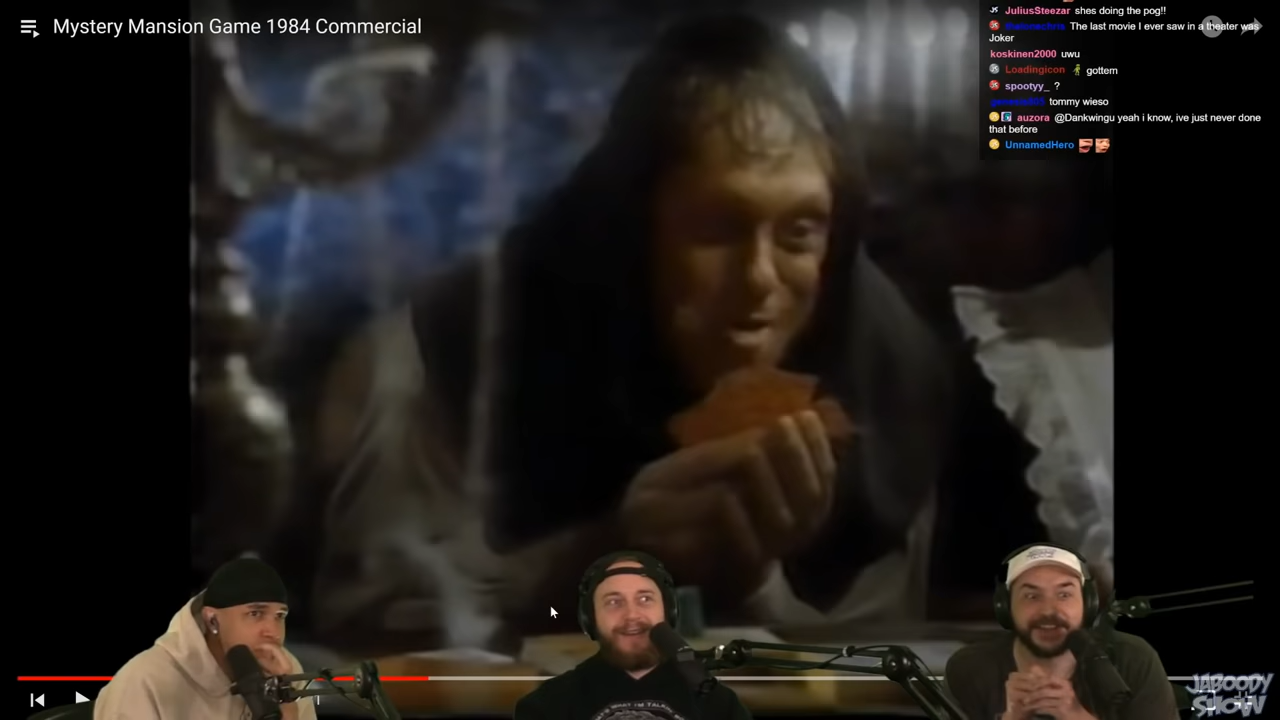 Mystery Mansion Game 1984 Commercial
JuliusSteezar shes doing the pog!!
The last movie I ever saw in a theater was
Joker
koskinen2000 uwu
Loadingicon gottem
spootyy_ ?
tommy wieso
auzora @Dankwingu yeah i know, ive just never done
that before
UnnamedHero
JABOODY
SHOW